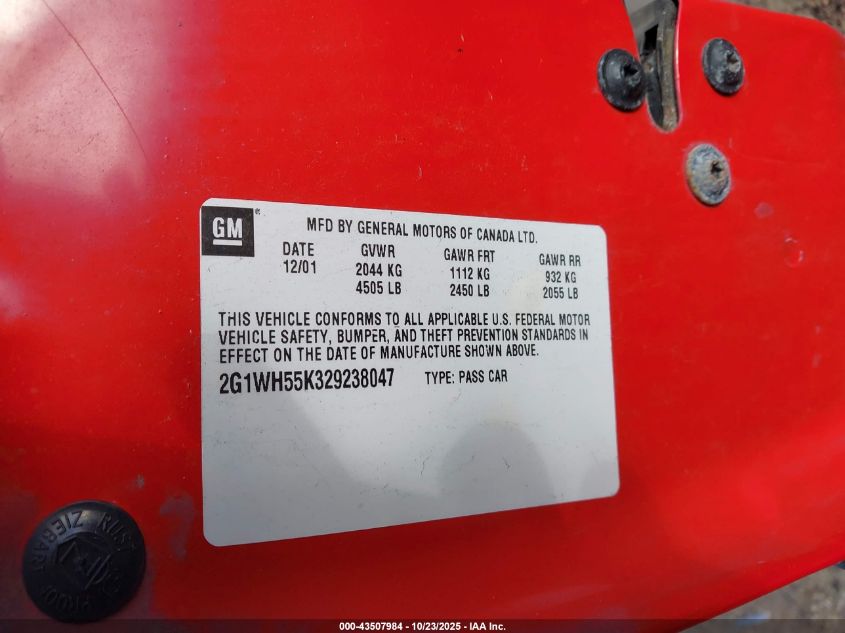 GM
MFD BY GENERAL MOTORS OF CANADA LTD.
DATE GVWR GAWR FRT GAWR RR
12/01 2044 KG 1112 KG 932 KG
4505 LB 2450 LB 2055 LB
THIS VEHICLE CONFORMS TO ALL APPLICABLE U.S. FEDERAL MOTOR
VEHICLE SAFETY, BUMPER, AND THEFT PREVENTION STANDARDS IN
EFFECT ON THE DATE OF MANUFACTURE SHOWN ABOVE.
2G1WH55K329238047 TYPE: PASS CAR
ZIEBART RUST PROOF
000-43507984 - 10/23/2025 - IAA Inc.